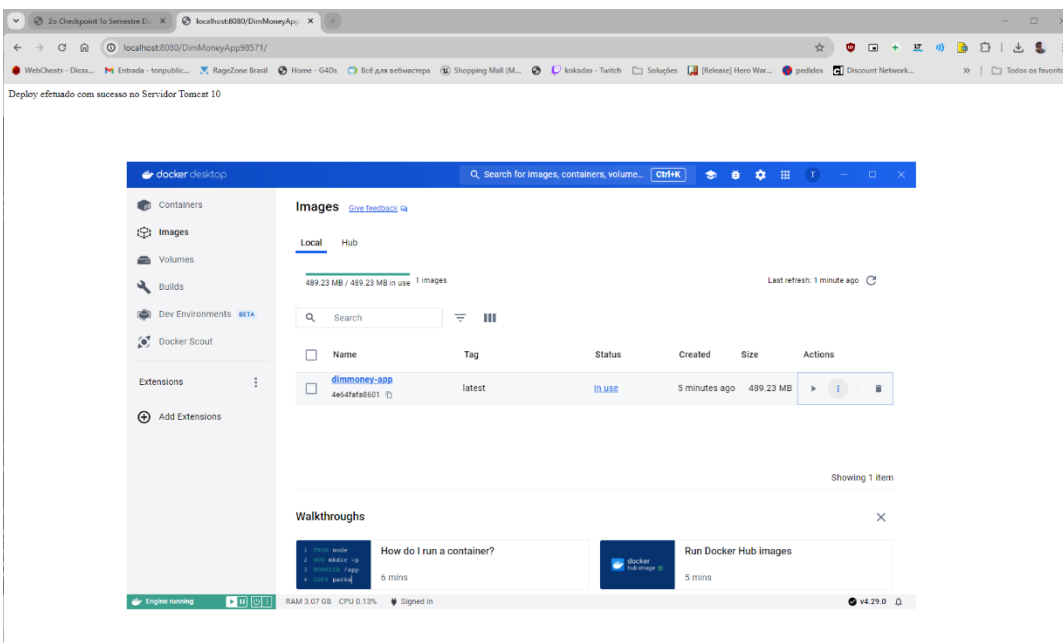 2o Checkpoint 1o Semestre De
localhost:8080/DimMoneyApp
localhost:8080/DimMoneyApp98571/
WebCheats - Dicas... Entrada - tonpublic... RageZone Brasil Home - G4Ds Всё для вебмастера Shopping Mall (M... kokadas - Twitch Soluções [Release] Hero War... pedidos Discount Network... » Todos os favorito
Deploy efetuado com sucesso no Servidor Tomcat 10
docker desktop Search for images, containers, volume... Ctrl+K T
Containers
Images
Volumes
Builds
Dev Environments BETA
Docker Scout
Extensions
Add Extensions
Images Give feedback
Local Hub
489.23 MB / 489.23 MB in use 1 images Last refresh: 1 minute ago
Search
Name Tag Status Created Size Actions
dimmoney-app latest In use 5 minutes ago 489.23 MB
4e64fafa8601
Showing 1 item
Walkthroughs
1 FROM node
2 RUN mkdir -p
3 WORKDIR /app
4 COPY packa
How do I run a container?
6 mins
docker
hub image
Run Docker Hub images
5 mins
Engine running RAM 3.07 GB CPU 0.13% Signed in v4.29.0